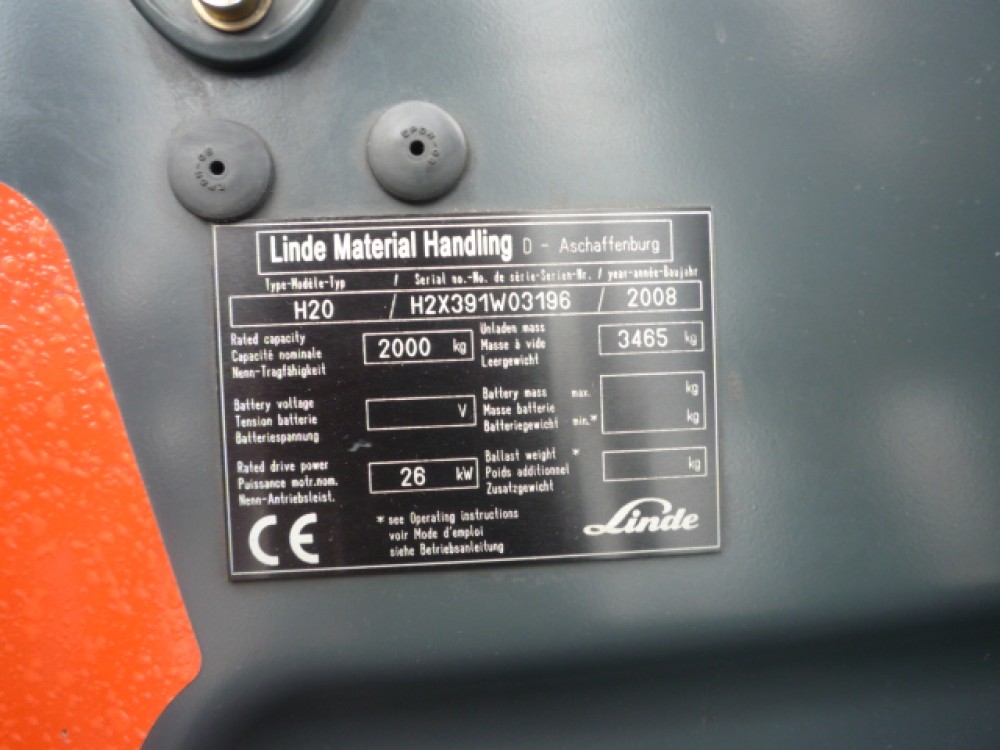 Linde Material Handling D - Aschaffenburg
Type-Modèle-Typ / Serial no.-No. de série-Serien-Nr. / year-année-Baujahr
H20 / H2X391W03196 / 2008
Rated capacity
Capacité nominale
Nenn-Tragfähigkeit
2000 kg
Unladen mass
Masse à vide
Leergewicht
3465 kg
Battery voltage
Tension batterie
Batteriespannung
V
Battery mass max.
Masse batterie
Batteriegewicht min.*
kg
kg
Rated drive power
Puissance motr.nom.
Nenn-Antriebsleist.
26 kW
Ballast weight *
Poids additionnel
Zusatzgewicht
kg
CE
* see Operating instructions
voir Mode d'emploi
siehe Betriebsanleitung
Linde